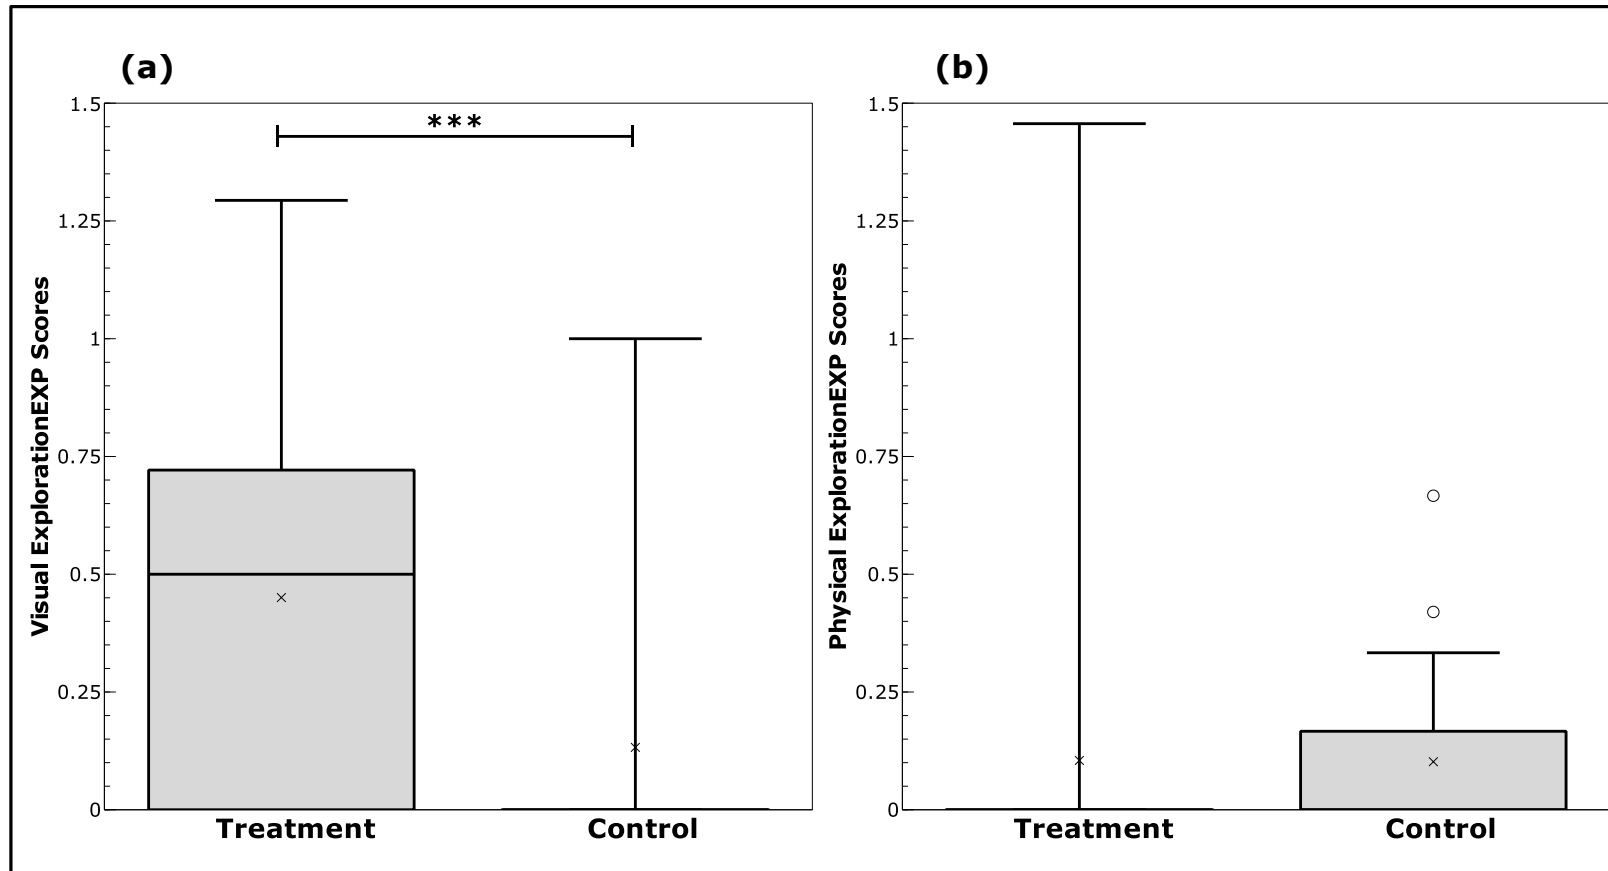 (a)
Visual ExplorationEXP Scores
1.5
1.25
1
0.75
0.5
0.25
0
***
Treatment
Control
(b)
Physical ExplorationEXP Scores
1.5
1.25
1
0.75
0.5
0.25
0
Treatment
Control